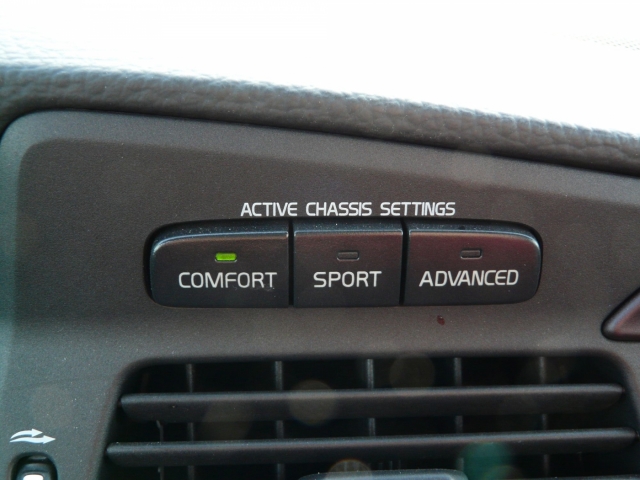 ACTIVE CHASSIS SETTINGS
COMFORT SPORT ADVANCED